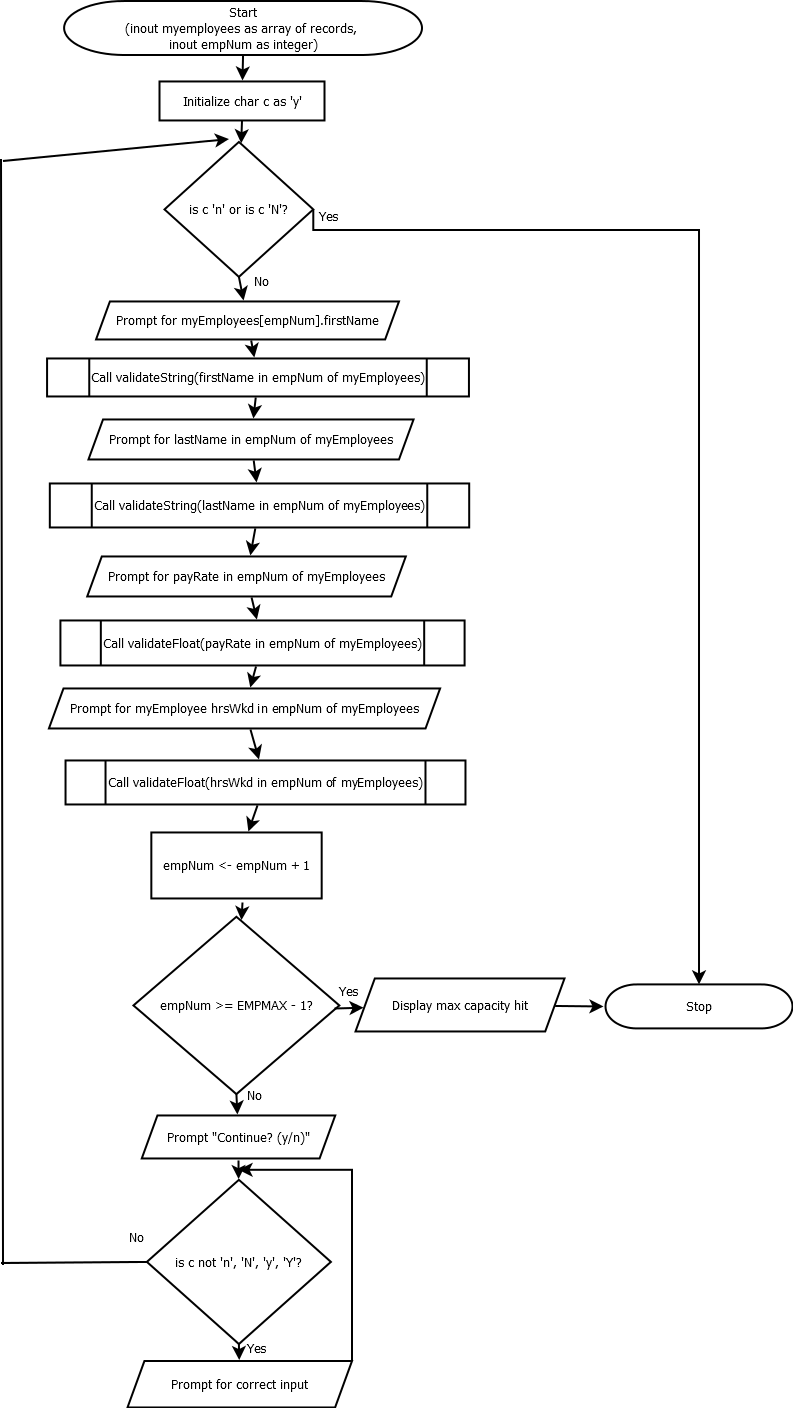 Start
(inout myemployees as array of records,
inout empNum as integer)
Initialize char c as 'y'
is c 'n' or is c 'N'?
Yes
No
Prompt for myEmployees[empNum].firstName
Call validateString(firstName in empNum of myEmployees)
Prompt for lastName in empNum of myEmployees
Call validateString(lastName in empNum of myEmployees)
Prompt for payRate in empNum of myEmployees
Call validateFloat(payRate in empNum of myEmployees)
Prompt for myEmployee hrsWkd in empNum of myEmployees
Call validateFloat(hrsWkd in empNum of myEmployees)
empNum <- empNum + 1
empNum >= EMPMAX - 1?
Yes
Display max capacity hit
Stop
No
Prompt "Continue? (y/n)"
is c not 'n', 'N', 'y', 'Y'?
No
Yes
Prompt for correct input